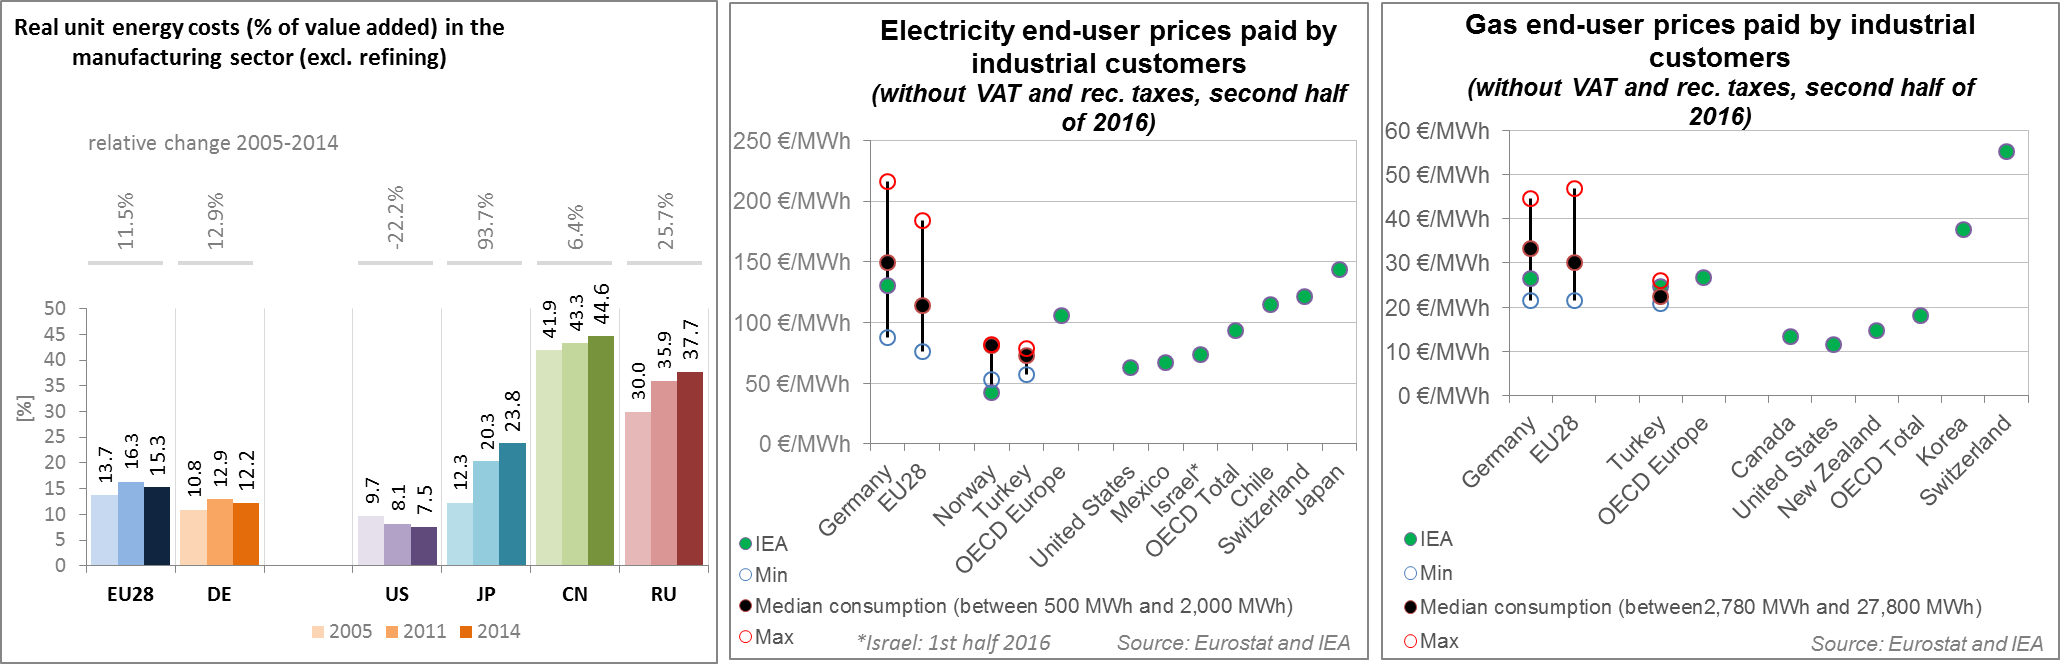 Real unit energy costs (% of value added) in the
manufacturing sector (excl. refining)
relative change 2005-2014
11.5%
12.9%
-22.2%
93.7%
6.4%
25.7%
[%]
50
45
40
35
30
25
20
15
10
5
0
13.7
16.3
15.3
10.8
12.9
12.2
9.7
8.1
7.5
12.3
20.3
23.8
41.9
43.3
44.6
30.0
35.9
37.7
EU28
DE
US
JP
CN
RU
2005
2011
2014
Electricity end-user prices paid by
industrial customers
(without VAT and rec. taxes, second half
of 2016)
250 €/MWh
200 €/MWh
150 €/MWh
100 €/MWh
50 €/MWh
0 €/MWh
Germany
EU28
Norway
Turkey
OECD Europe
United States
Mexico
Israel*
OECD Total
Chile
Switzerland
Japan
IEA
Min
Median consumption (between 500 MWh and 2,000 MWh)
Max
*Israel: 1st half 2016
Source: Eurostat and IEA
Gas end-user prices paid by industrial
customers
(without VAT and rec. taxes, second half of
2016)
60 €/MWh
50 €/MWh
40 €/MWh
30 €/MWh
20 €/MWh
10 €/MWh
0 €/MWh
Germany
EU28
Turkey
OECD Europe
Canada
United States
New Zealand
OECD Total
Korea
Switzerland
IEA
Min
Median consumption (between2,780 MWh and 27,800 MWh)
Max
Source: Eurostat and IEA